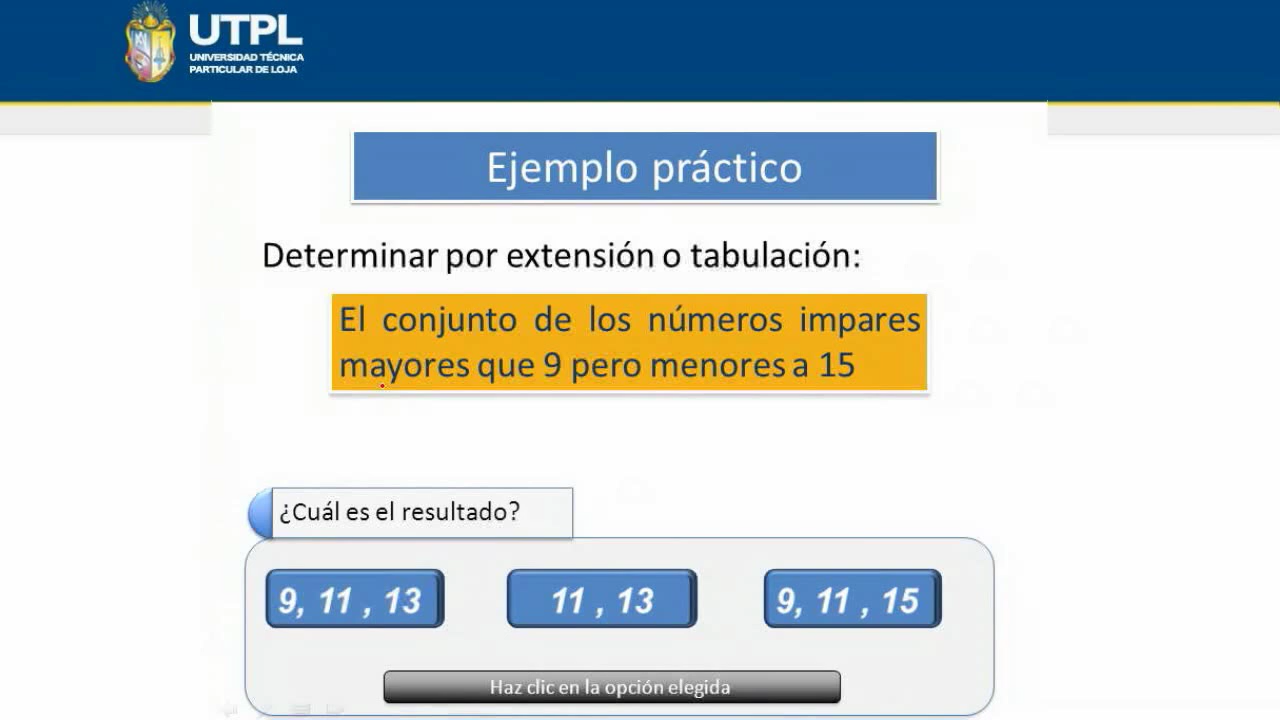 UTPL
UNIVERSIDAD TÉCNICA
PARTICULAR DE LOJA
Ejemplo práctico
Determinar por extensión o tabulación:
El conjunto de los números impares
mayores que 9 pero menores a 15
¿Cuál es el resultado?
9, 11 , 13
11 , 13
9, 11 , 15
Haz clic en la opción elegida